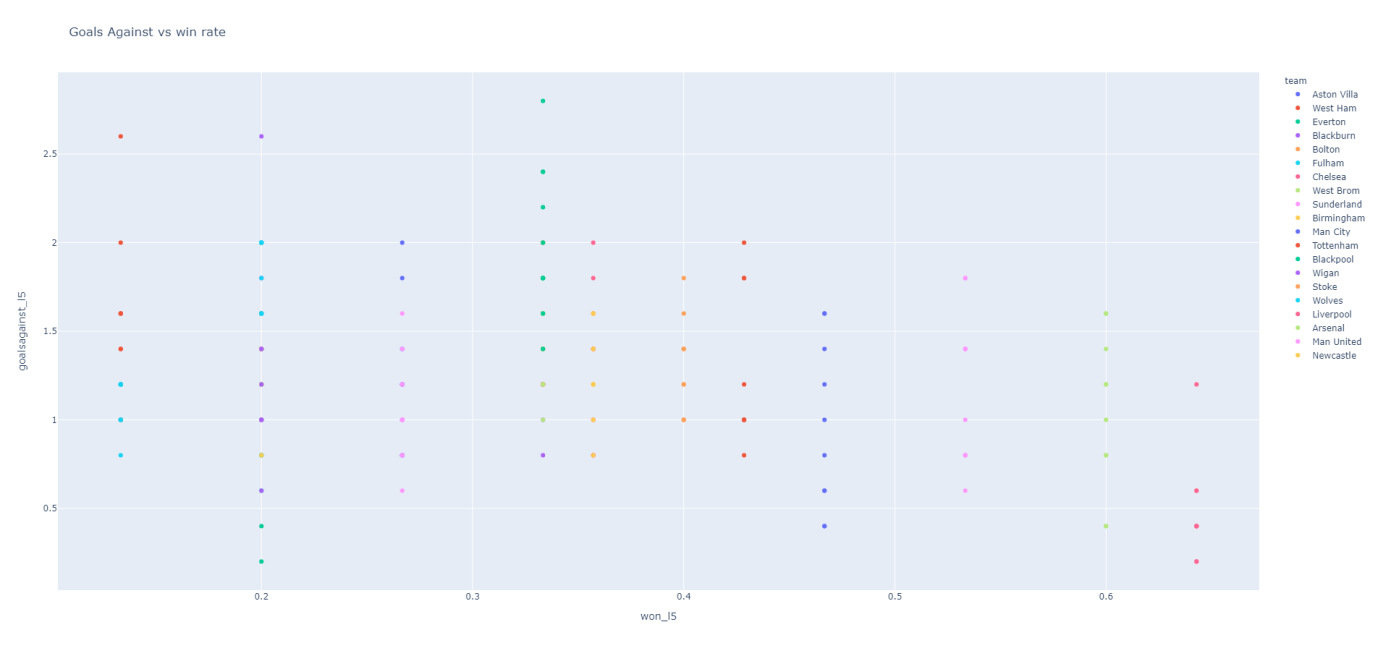 Goals Against vs win rate
team
Aston Villa
West Ham
Everton
Blackburn
Bolton
Fulham
Chelsea
West Brom
Sunderland
Birmingham
Man City
Tottenham
Blackpool
Wigan
Stoke
Wolves
Liverpool
Arsenal
Man United
Newcastle
goalsagainst_l5
2.5
2
1.5
1
0.5
0.2
0.3
0.4
0.5
0.6
won_l5